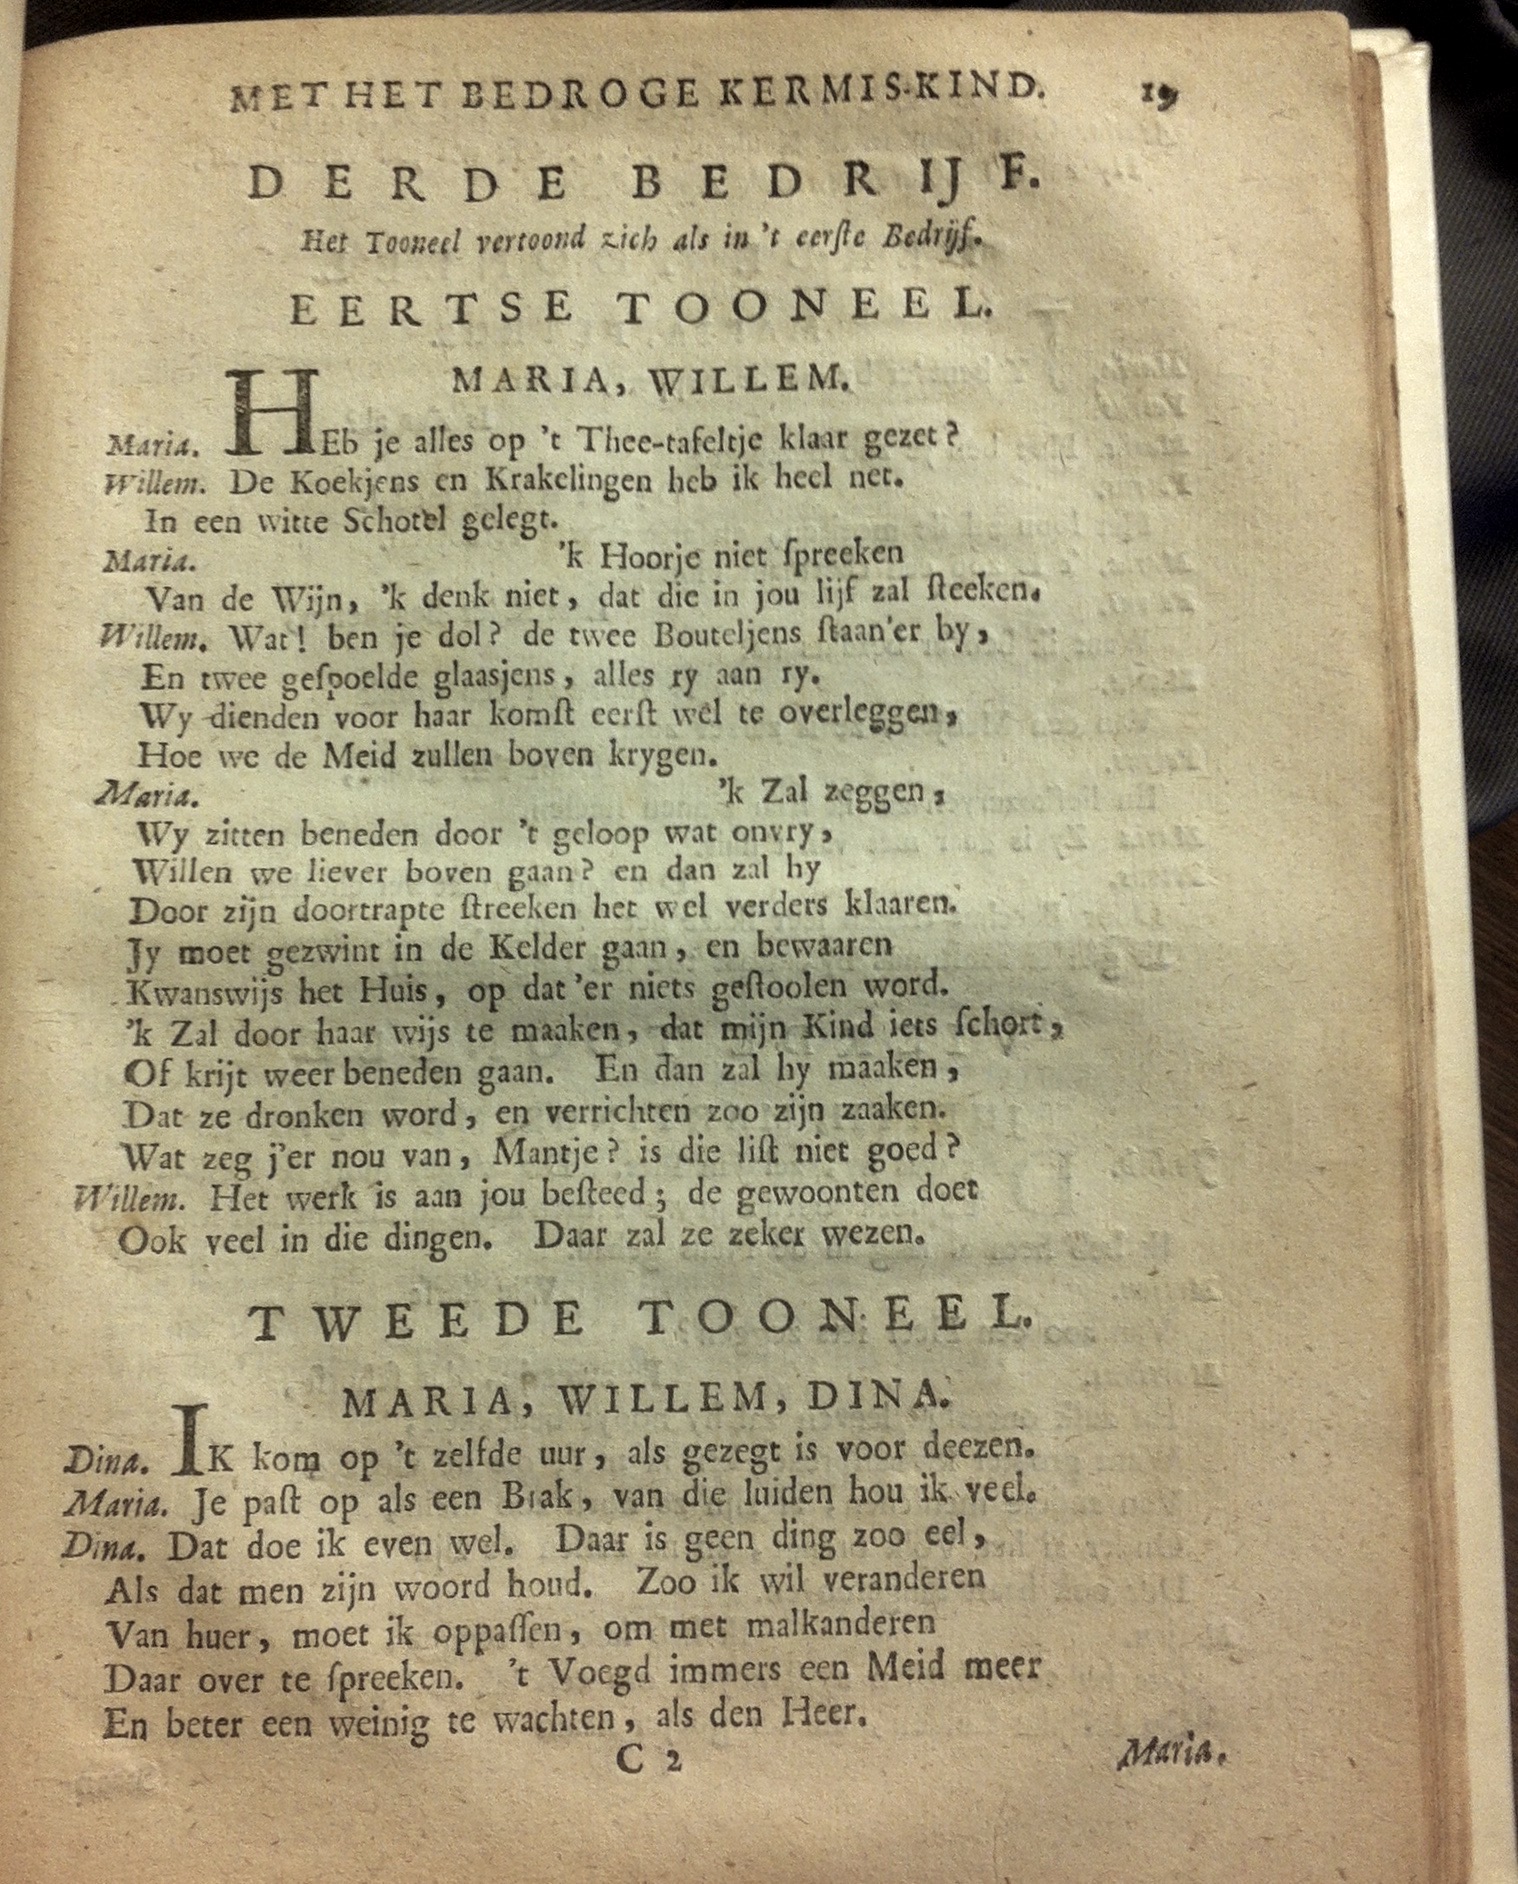 MET HET BEDROGE KERMIS-KIND. 19
DERDE BEDRIJF.
Het Tooneel vertoond zich als in 't eerſte Bedrijf.
EERTSE TOONEEL.
MARIA, WILLEM.
Maria. HEb je alles op 't Thee-tafeltje klaar gezet?
Willem. De Koekjens en Krakelingen heb ik heel net.
In een witte Schotel gelegt.
Maria. 'k Hoorje niet ſpreeken
Van de Wijn, 'k denk niet, dat die in jou lijf zal ſteeken.
Willem. Wat! ben je dol? de twee Bouteljens ſtaan'er by,
En twee geſpoelde glaasjens, alles ry aan ry.
Wy dienden voor haar komſt eerſt wel te overleggen,
Hoe we de Meid zullen boven krygen.
Maria. 'k Zal zeggen,
Wy zitten beneden door 't geloop wat onvry,
Willen we liever boven gaan? en dan zal hy
Door zijn doortrapte ſtreeken het wel verders klaaren.
Jy moet gezwint in de Kelder gaan, en bewaaren
Kwanswijs het Huis, op dat 'er niets geſtoolen word.
'k Zal door haar wijs te maaken, dat mijn Kind iets ſchort,
Of krijt weer beneden gaan. En dan zal hy maaken,
Dat ze dronken word, en verrichten zoo zijn zaaken.
Wat zeg j'er nou van, Mantje? is die liſt niet goed?
Willem. Het werk is aan jou beſteed; de gewoonten doet
Ook veel in die dingen. Daar zal ze zeker wezen.
TWEEDE TOONEEL.
MARIA, WILLEM, DINA.
Dina. IK kom op 't zelfde uur, als gezegt is voor deezen.
Maria. Je paſt op als een Brak, van die luiden hou ik veel.
Dina. Dat doe ik even wel. Daar is geen ding zoo eel,
Als dat men zijn woord houd. Zoo ik wil veranderen
Van huer, moet ik oppaſſen, om met malkanderen
Daar over te ſpreeken. 't Voegd immers een Meid meer
En beter een weinig te wachten, als den Heer.
C 2 Maria.